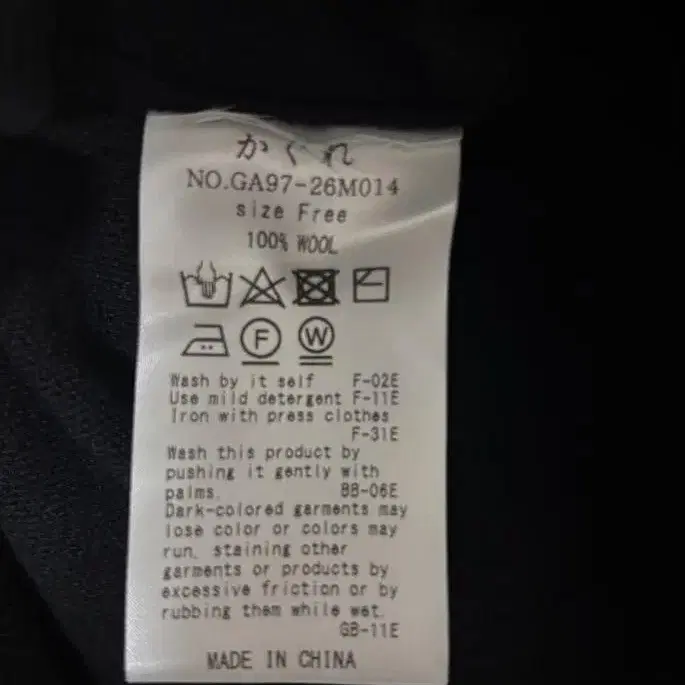 かぐれ
NO.GA97-26M014
size Free
100% WOOL
F W
Wash by it self F-02E
Use mild detergent F-11E
Iron with press clothes
F-31E
Wash this product by
pushing it gently with
palms. BB-06E
Dark-colored garments may
lose color or colors may
run, staining other
garments or products by
excessive friction or by
rubbing them while wet.
GB-11E
MADE IN CHINA